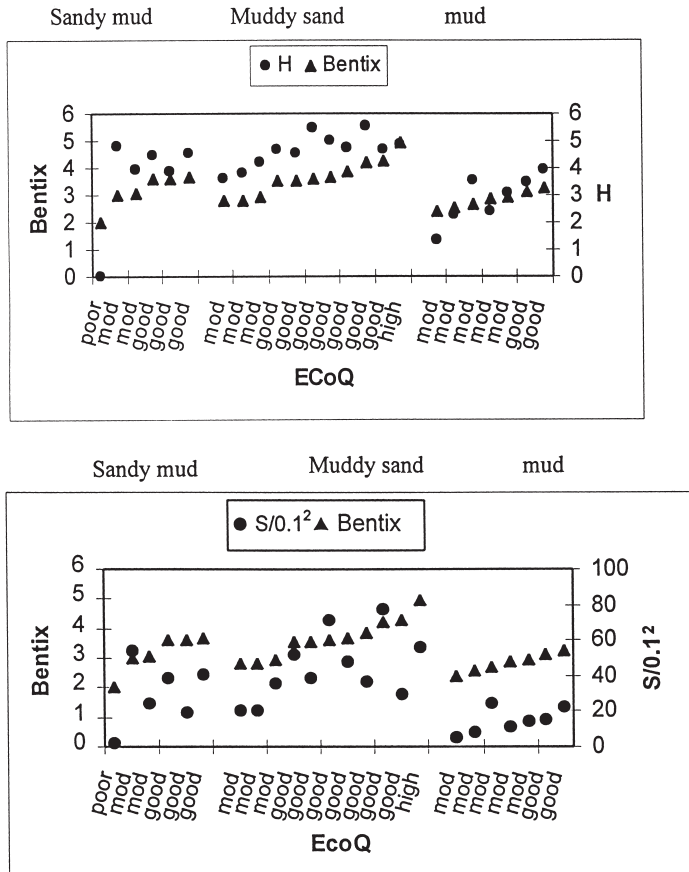 Sandy mud Muddy sand mud
H Bentix
6 6
5 5
4 4
3 3
2 2
1 1
0 0
Bentix
H
poor mod mod good good good mod mod mod good good good good good good good high mod mod mod mod mod good good
ECoQ
Sandy mud Muddy sand mud
S/0.1² Bentix
6 100
5 80
4 60
3 40
2 20
1
0 0
Bentix
S/0.1²
poor mod mod good good good mod mod mod good good good good good good good high mod mod mod mod mod good good
EcoQ